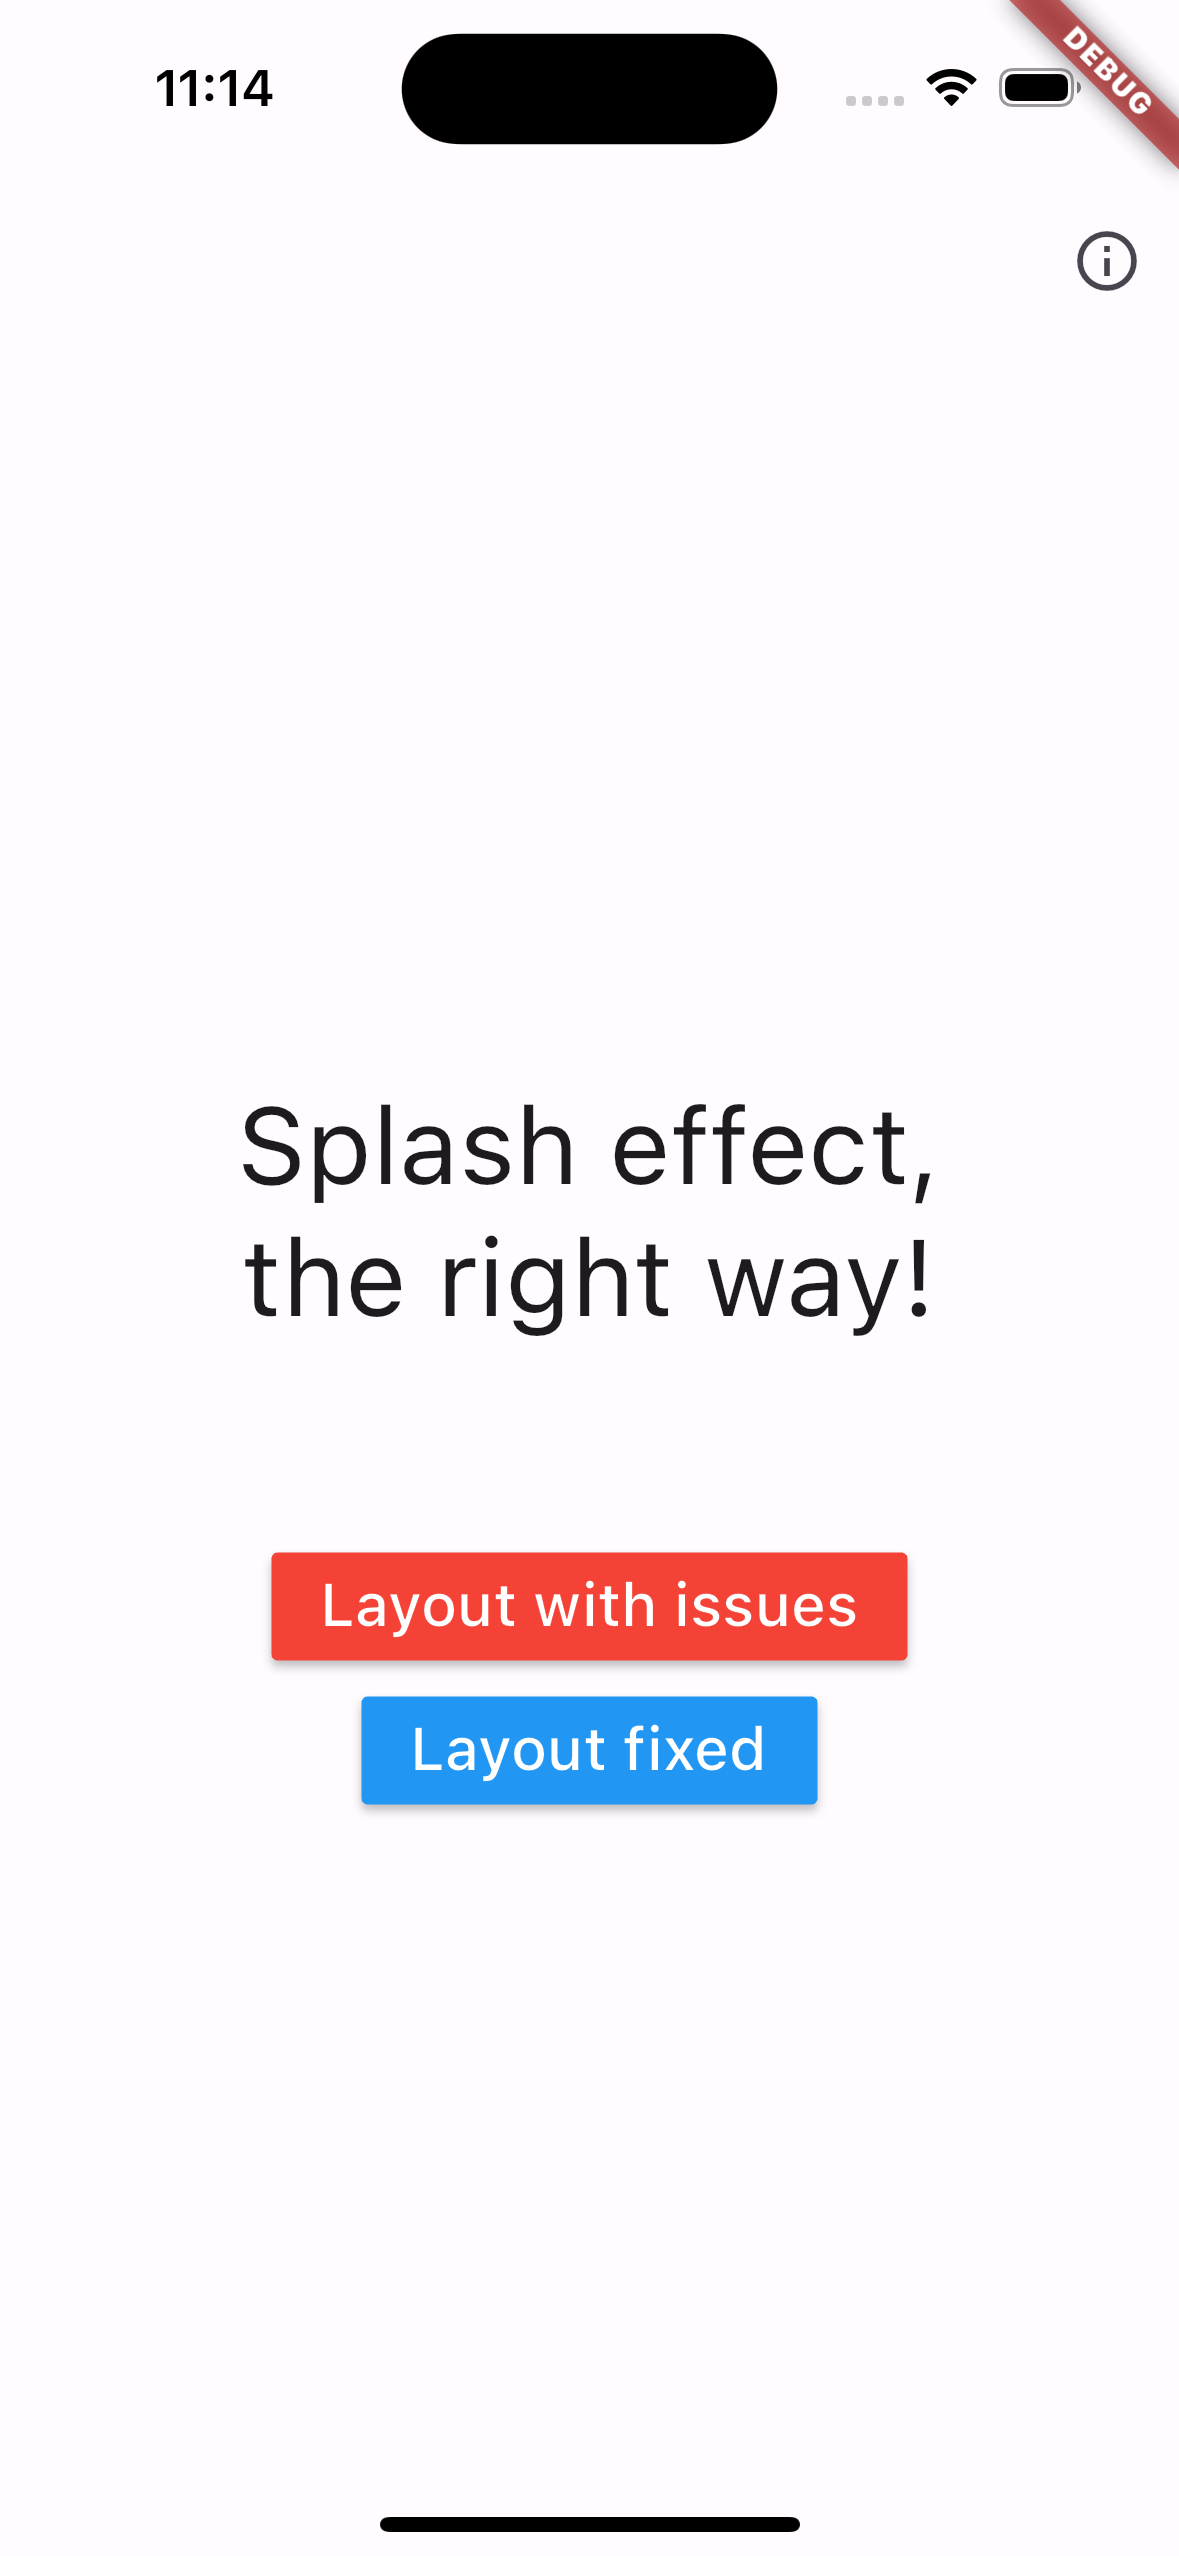 11:14
DEBUG
Splash effect,
the right way!
Layout with issues
Layout fixed